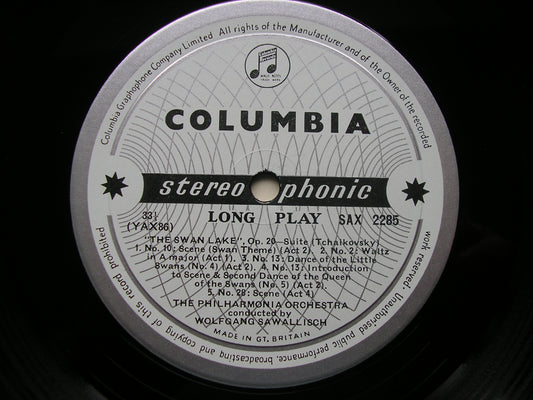 Columbia Graphophone Company Limited All rights of the Manufacturer and of the Owner of the recorded
work reserved. Unauthorised public performance, broadcasting and copying of this record prohibited
MAGIC NOTES
TRADE MARK
COLUMBIA
stereophonic
33⅓
LONG PLAY
SAX 2285
(YAX86)
"THE SWAN LAKE", Op. 20—Suite (Tchaikovsky)
1. No. 10: Scene (Swan Theme) (Act 2). 2. No. 2: Waltz
in A major (Act 1). 3. No. 13: Dance of the Little
Swans (No. 4) (Act 2). 4. No. 13: Introduction
to Scene & Second Dance of the Queen
of the Swans (No. 5) (Act 2).
5. No. 28: Scene (Act 4)
THE PHILHARMONIA ORCHESTRA
conducted by
WOLFGANG SAWALLISCH
MADE IN GT. BRITAIN